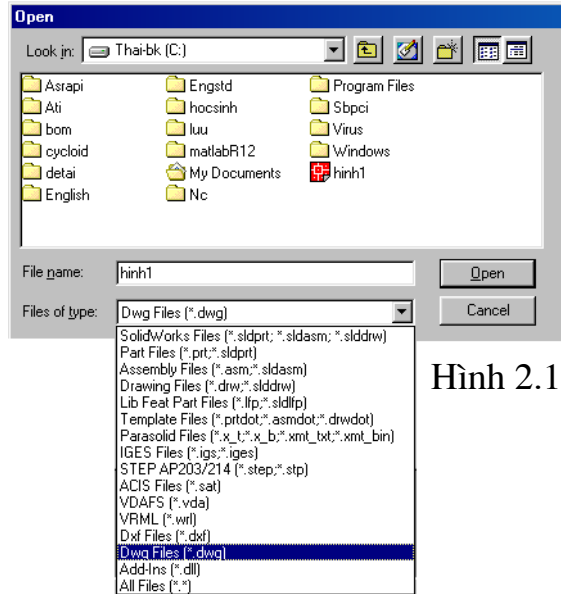 Open
Look in: Thai-bk (C:)
Asrapi Engstd Program Files
Ati hocsinh Sbpci
bom luu Virus
cycloid matlabR12 Windows
detai My Documents hinh1
English Nc
File name: hinh1 Open
Files of type: Dwg Files (*.dwg) Cancel
SolidWorks Files (*.sldprt; *.sldasm; *.slddrw)
Part Files (*.prt;*.sldprt)
Assembly Files (*.asm;*.sldasm)
Drawing Files (*.drw;*.slddrw)
Lib Feat Part Files (*.lfp;*.sldlfp)
Template Files (*.prtdot;*.asmdot;*.drwdot)
Parasolid Files (*.x_t;*.x_b;*.xmt_txt;*.xmt_bin)
IGES Files (*.igs;*.iges)
STEP AP203/214 (*.step;*.stp)
ACIS Files (*.sat)
VDAFS (*.vda)
VRML (*.wrl)
Dxf Files (*.dxf)
Dwg Files (*.dwg)
Add-Ins (*.dll)
All Files (*.*)
Hình 2.1